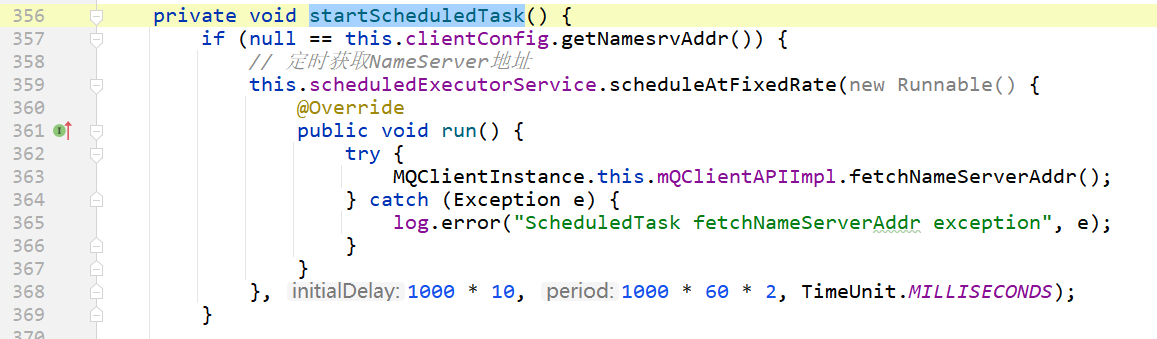 356 private void startScheduledTask() {
357 if (null == this.clientConfig.getNamesrvAddr()) {
358 // 定时获取NameServer地址
359 this.scheduledExecutorService.scheduleAtFixedRate(new Runnable() {
360 @Override
361 public void run() {
362 try {
363 MQClientInstance.this.mQClientAPIImpl.fetchNameServerAddr();
364 } catch (Exception e) {
365 log.error("ScheduledTask fetchNameServerAddr exception", e);
366 }
367 }
368 }, initialDelay: 1000 * 10, period: 1000 * 60 * 2, TimeUnit.MILLISECONDS);
369 }
370